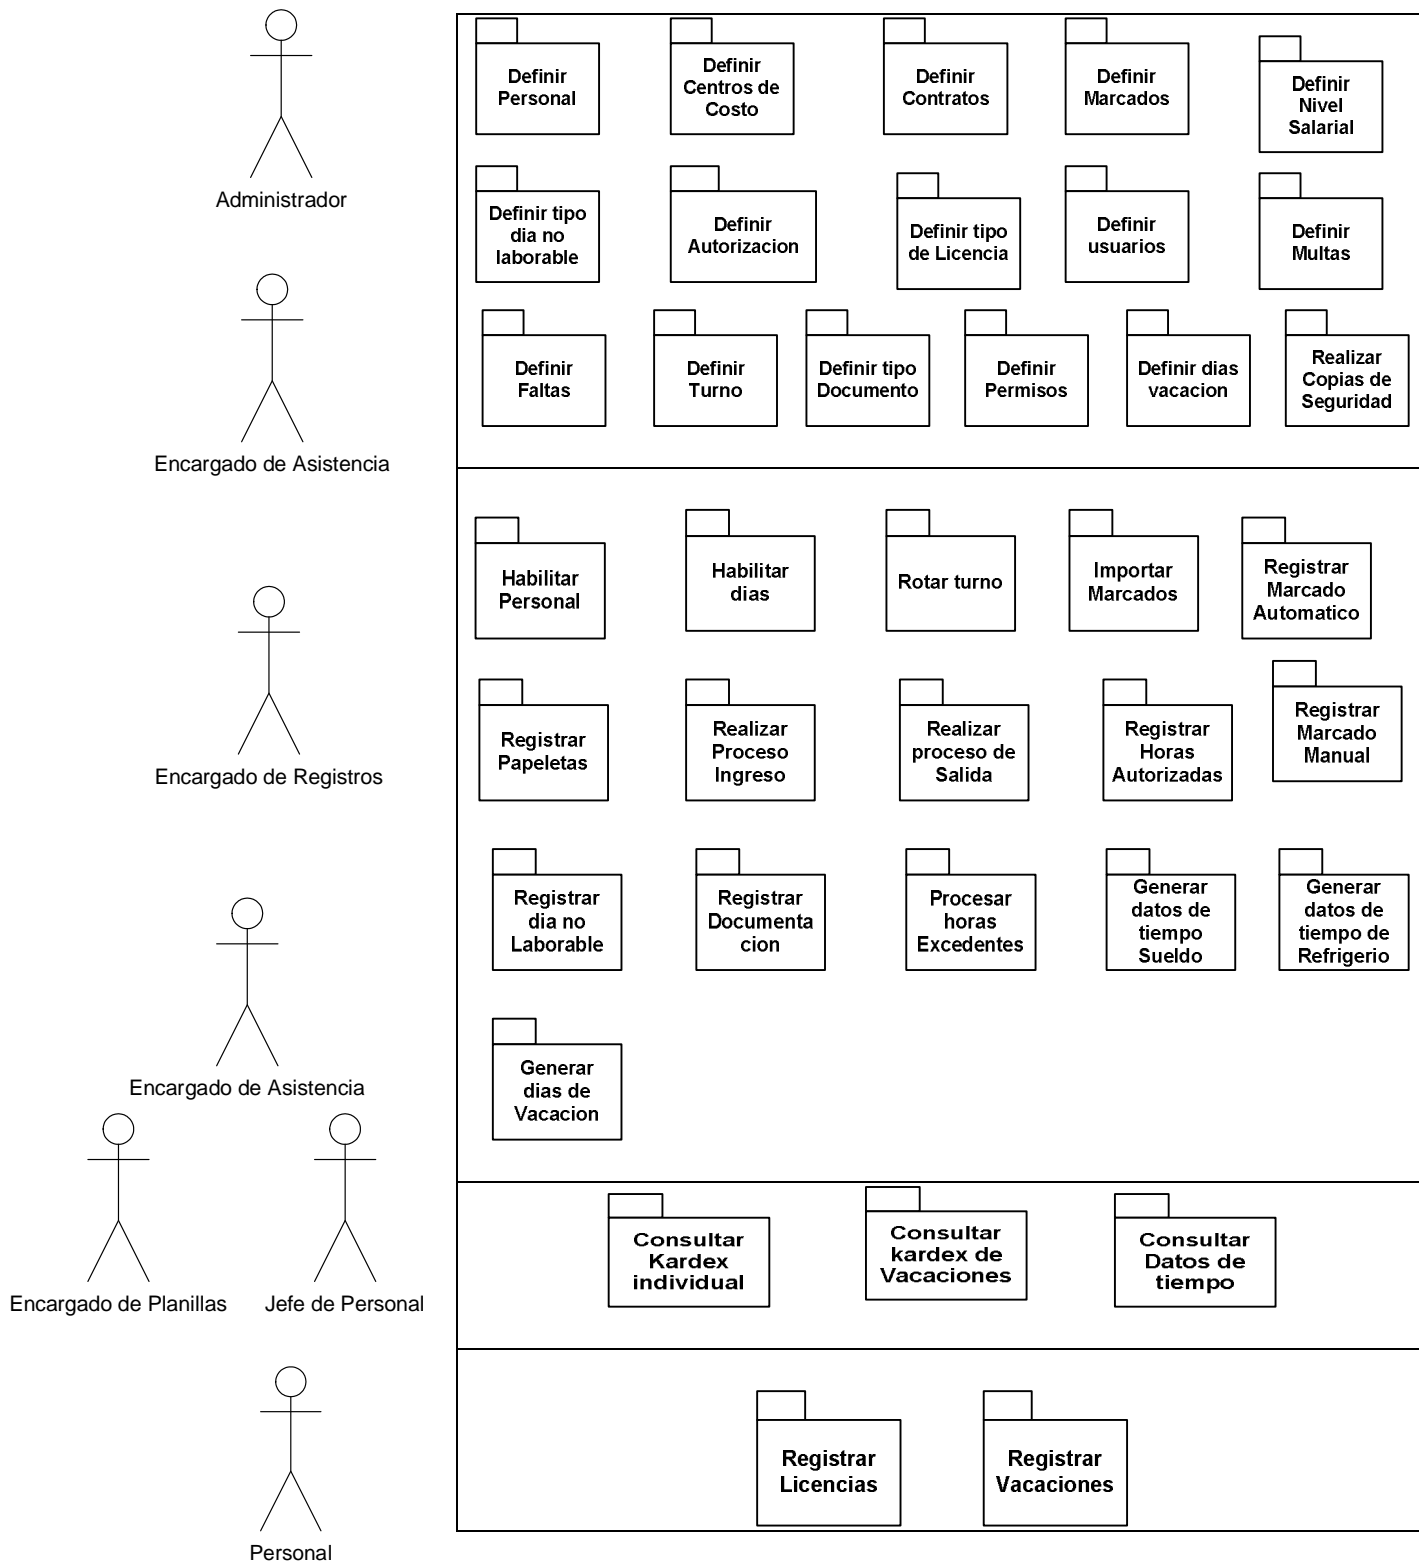 Administrador
Encargado de Asistencia
Encargado de Registros
Encargado de Asistencia
Encargado de Planillas
Jefe de Personal
Personal
Definir
Personal
Definir
Centros de
Costo
Definir
Contratos
Definir
Marcados
Definir
Nivel
Salarial
Definir tipo
dia no
laborable
Definir
Autorizacion
Definir tipo
de Licencia
Definir
usuarios
Definir
Multas
Definir
Faltas
Definir
Turno
Definir tipo
Documento
Definir
Permisos
Definir dias
vacacion
Realizar
Copias de
Seguridad
Habilitar
Personal
Habilitar
dias
Rotar turno
Importar
Marcados
Registrar
Marcado
Automatico
Registrar
Papeletas
Realizar
Proceso
Ingreso
Realizar
proceso de
Salida
Registrar
Horas
Autorizadas
Registrar
Marcado
Manual
Registrar
dia no
Laborable
Registrar
Documenta
cion
Procesar
horas
Excedentes
Generar
datos de
tiempo
Sueldo
Generar
datos de
tiempo de
Refrigerio
Generar
dias de
Vacacion
Consultar
Kardex
individual
Consultar
kardex de
Vacaciones
Consultar
Datos de
tiempo
Registrar
Licencias
Registrar
Vacaciones